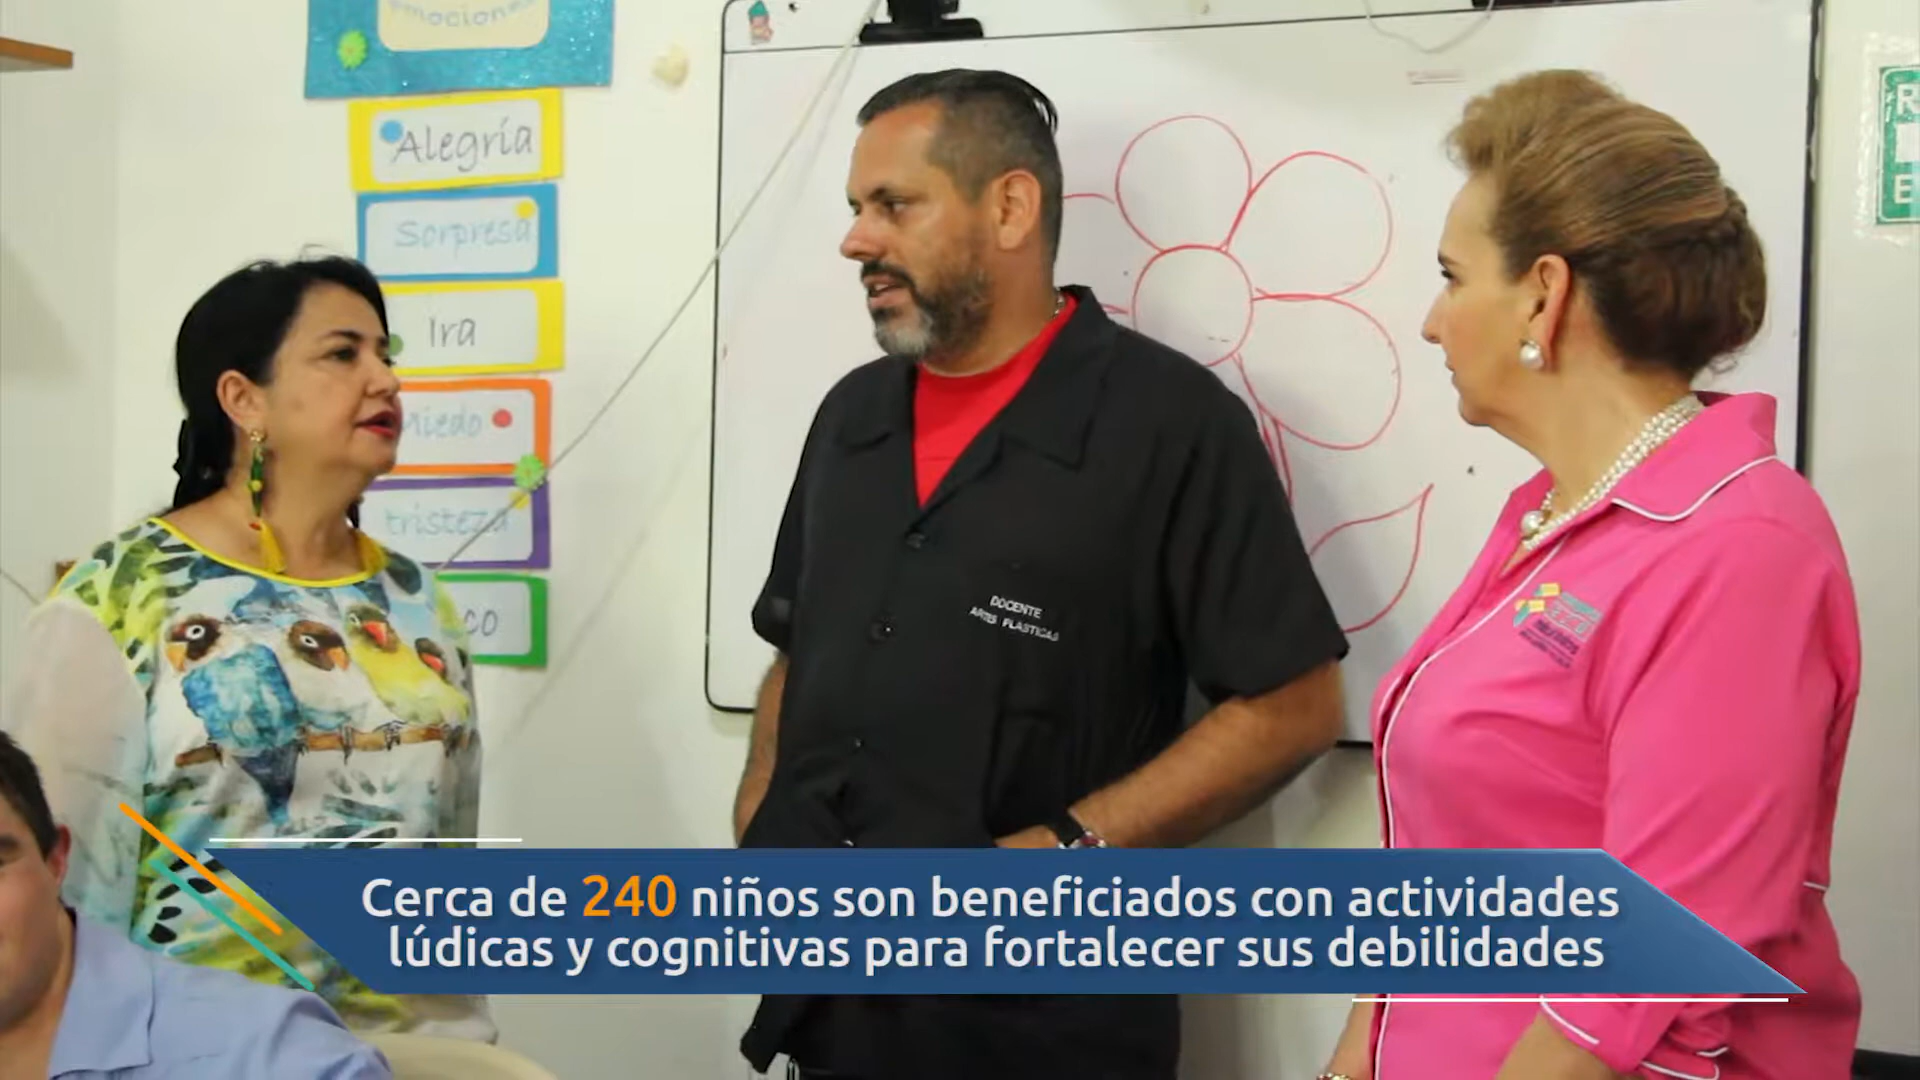 emociones
Alegría
Sorpresa
Ira
Miedo
tristeza
DOCENTE
ARTES PLASTICAS
Cerca de 240 niños son beneficiados con actividades
lúdicas y cognitivas para fortalecer sus debilidades